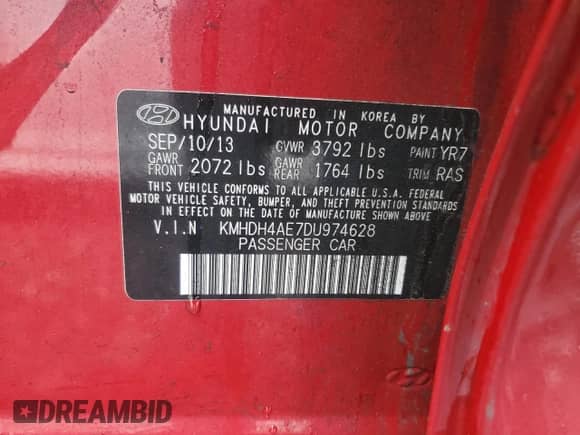 MANUFACTURED IN KOREA BY
HYUNDAI MOTOR COMPANY
SEP/10/13 GVWR 3792 lbs PAINT YR7
GAWR FRONT 2072 lbs GAWR REAR 1764 lbs TRIM RAS
THIS VEHICLE CONFORMS TO ALL APPLICABLE U.S.A. FEDERAL
MOTOR VEHICLE SAFETY, BUMPER, AND THEFT PREVENTION STANDARDS
IN EFFECT ON THE DATE OF MANUFACTURE SHOWN ABOVE
V.I.N KMHDH4AE7DU974628
PASSENGER CAR
DREAMBID